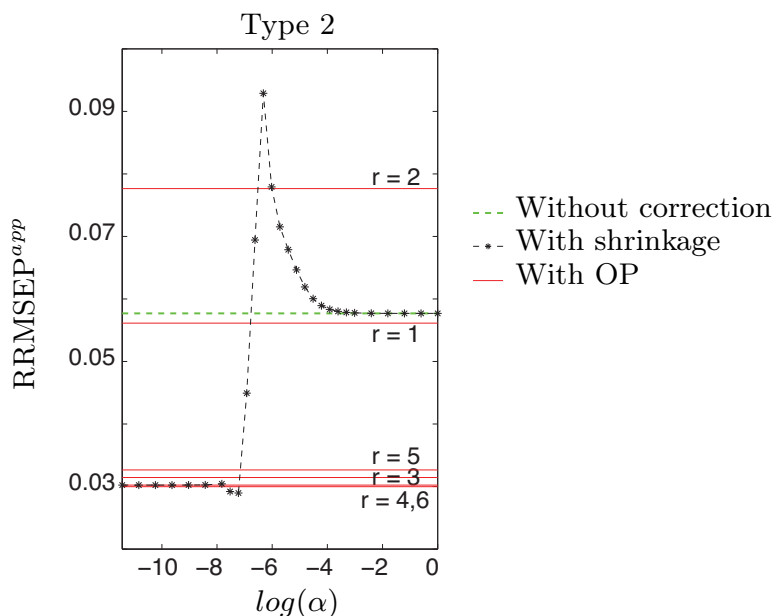 Type 2
0.09
0.07
0.05
0.03
RRMSEP^{app}
r = 2
r = 1
r = 5
r = 3
r = 4,6
−10
−8
−6
−4
−2
0
log(α)
Without correction
With shrinkage
With OP